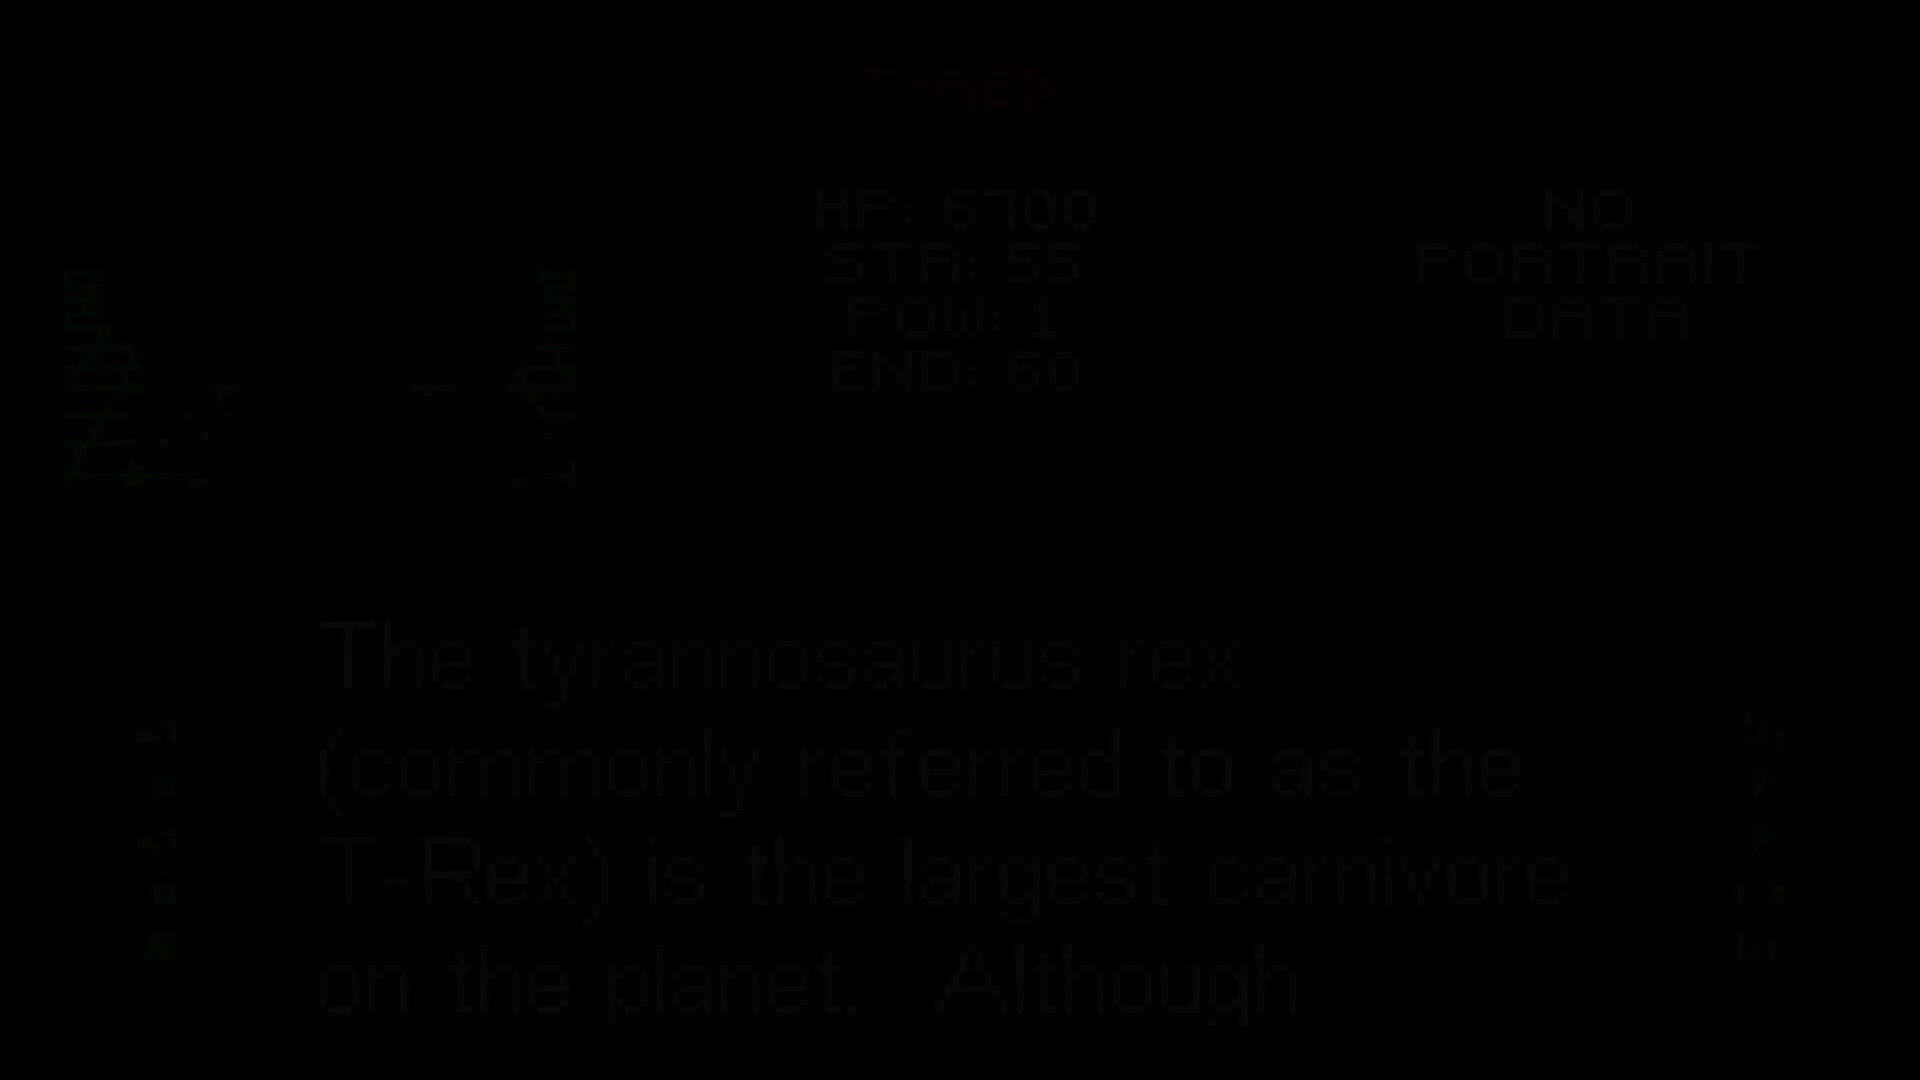 T-REX
HP: 6700
STR: 55
POW: 1
END: 60
NO
PORTRAIT
DATA
The tyrannosaurus rex
(commonly referred to as the
T-Rex) is the largest carnivore
on the planet.  Although